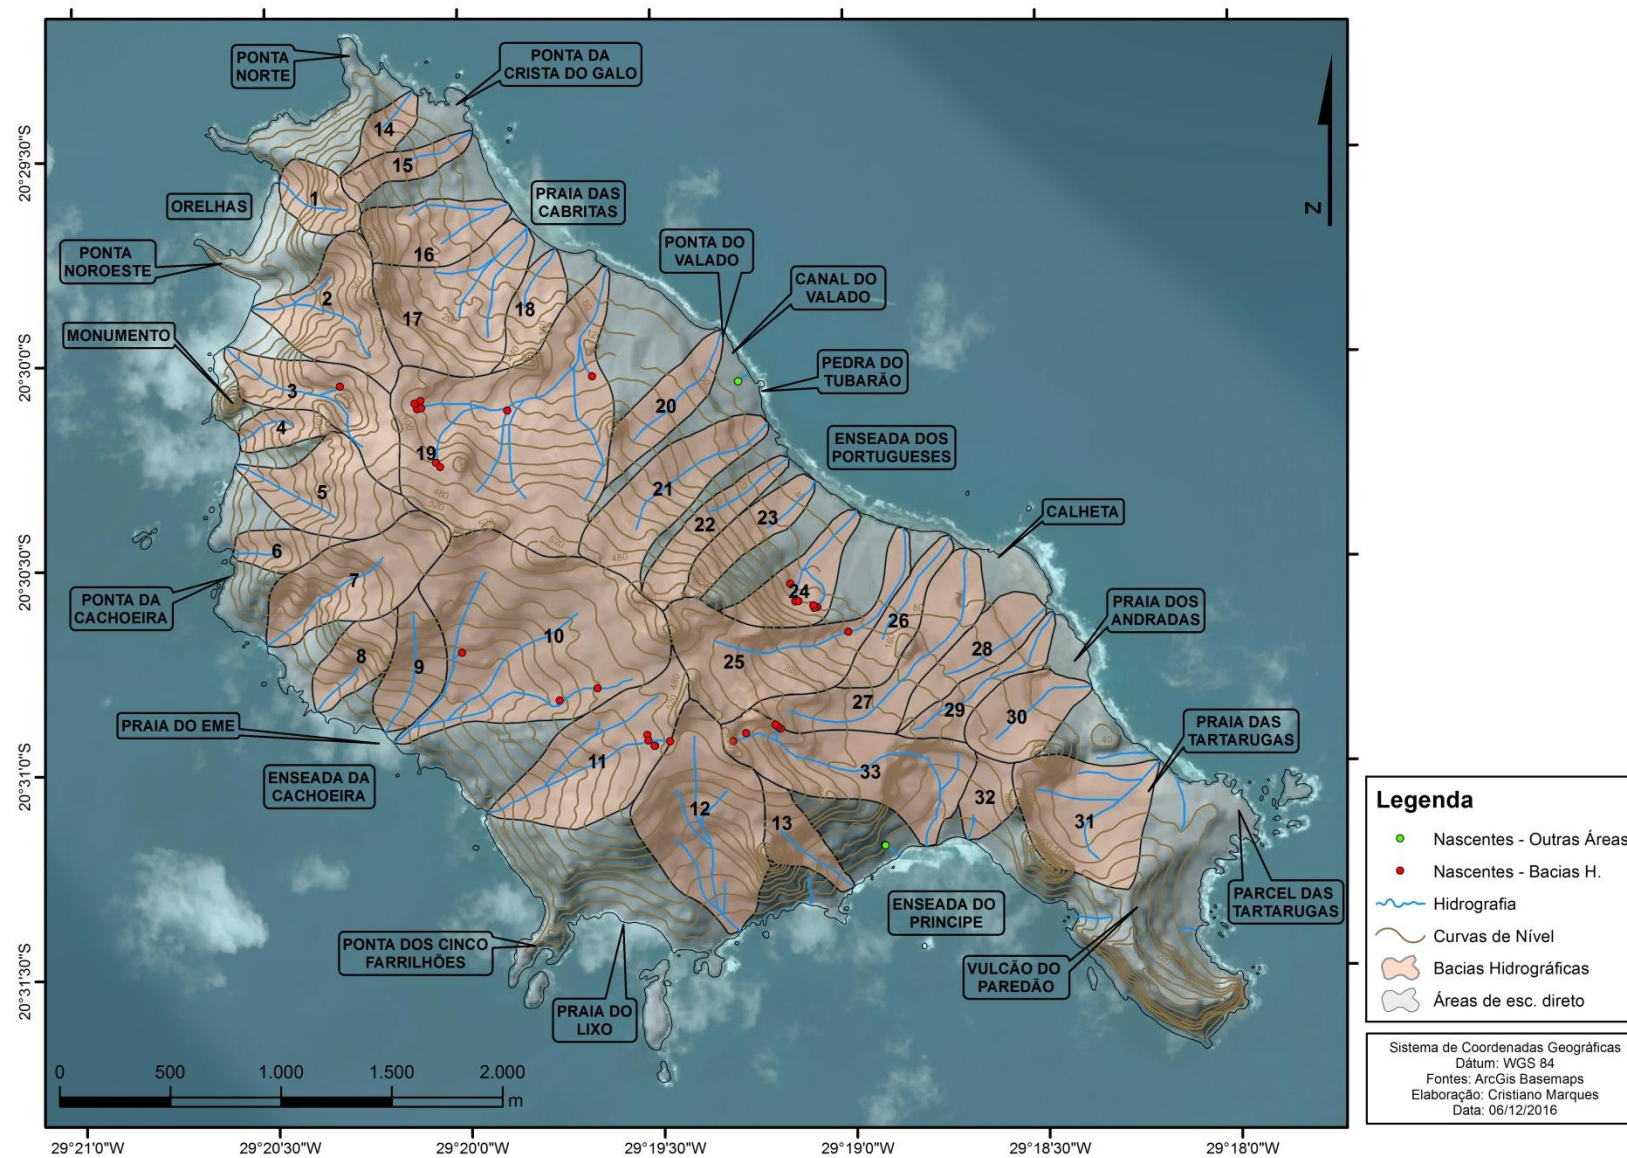 PONTA
NORTE
PONTA DA
CRISTA DO GALO
ORELHAS
PONTA
NOROESTE
PRAIA DAS
CABRITAS
MONUMENTO
PONTA DO
VALADO
CANAL DO
VALADO
PEDRA DO
TUBARÃO
ENSEADA DOS
PORTUGUESES
CALHETA
PONTA DA
CACHOEIRA
PRAIA DOS
ANDRADAS
PRAIA DO EME
ENSEADA DA
CACHOEIRA
PRAIA DAS
TARTARUGAS
PONTA DOS CINCO
FARRILHÕES
PRAIA DO
LIXO
ENSEADA DO
PRINCIPE
VULCÃO DO
PAREDÃO
PARCEL DAS
TARTARUGAS
1
2
3
4
5
6
7
8
9
10
11
12
13
14
15
16
17
18
19
20
21
22
23
24
25
26
27
28
29
30
31
32
33
N
20°29'30"S
20°30'0"S
20°30'30"S
20°31'0"S
20°31'30"S
0 500 1.000 1.500 2.000
m
29°21'0"W 29°20'30"W 29°20'0"W 29°19'30"W 29°19'0"W 29°18'30"W 29°18'0"W
Legenda
Nascentes - Outras Áreas
Nascentes - Bacias H.
Hidrografia
Curvas de Nível
Bacias Hidrográficas
Áreas de esc. direto
Sistema de Coordenadas Geográficas
Dátum: WGS 84
Fontes: ArcGis Basemaps
Elaboração: Cristiano Marques
Data: 06/12/2016